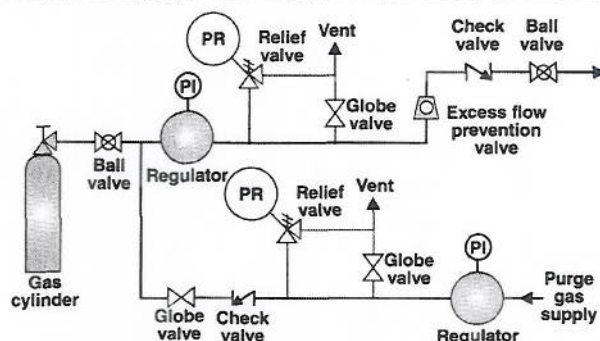 PR
Relief
valve
Vent
Check
valve
Ball
valve
PI
Globe
valve
Excess flow
prevention
valve
Ball
valve
Regulator
PR
Relief
valve
Vent
Globe
valve
PI
Purge
gas
supply
Gas
cylinder
Globe
valve
Check
valve
Regulator